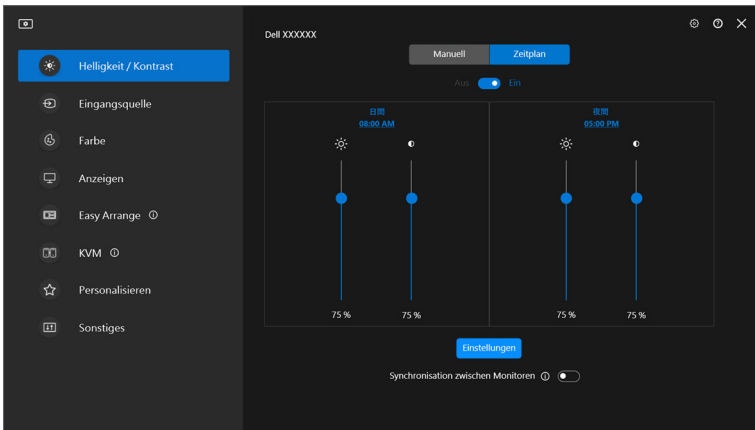 Dell XXXXXX
Manuell Zeitplan
Helligkeit / Kontrast
Aus Ein
Eingangsquelle
日間 夜間
08:00 AM 05:00 PM
Farbe
Anzeigen
Easy Arrange
KVM
Personalisieren
Sonstiges
75 % 75 % 75 % 75 %
Einstellungen
Synchronisation zwischen Monitoren